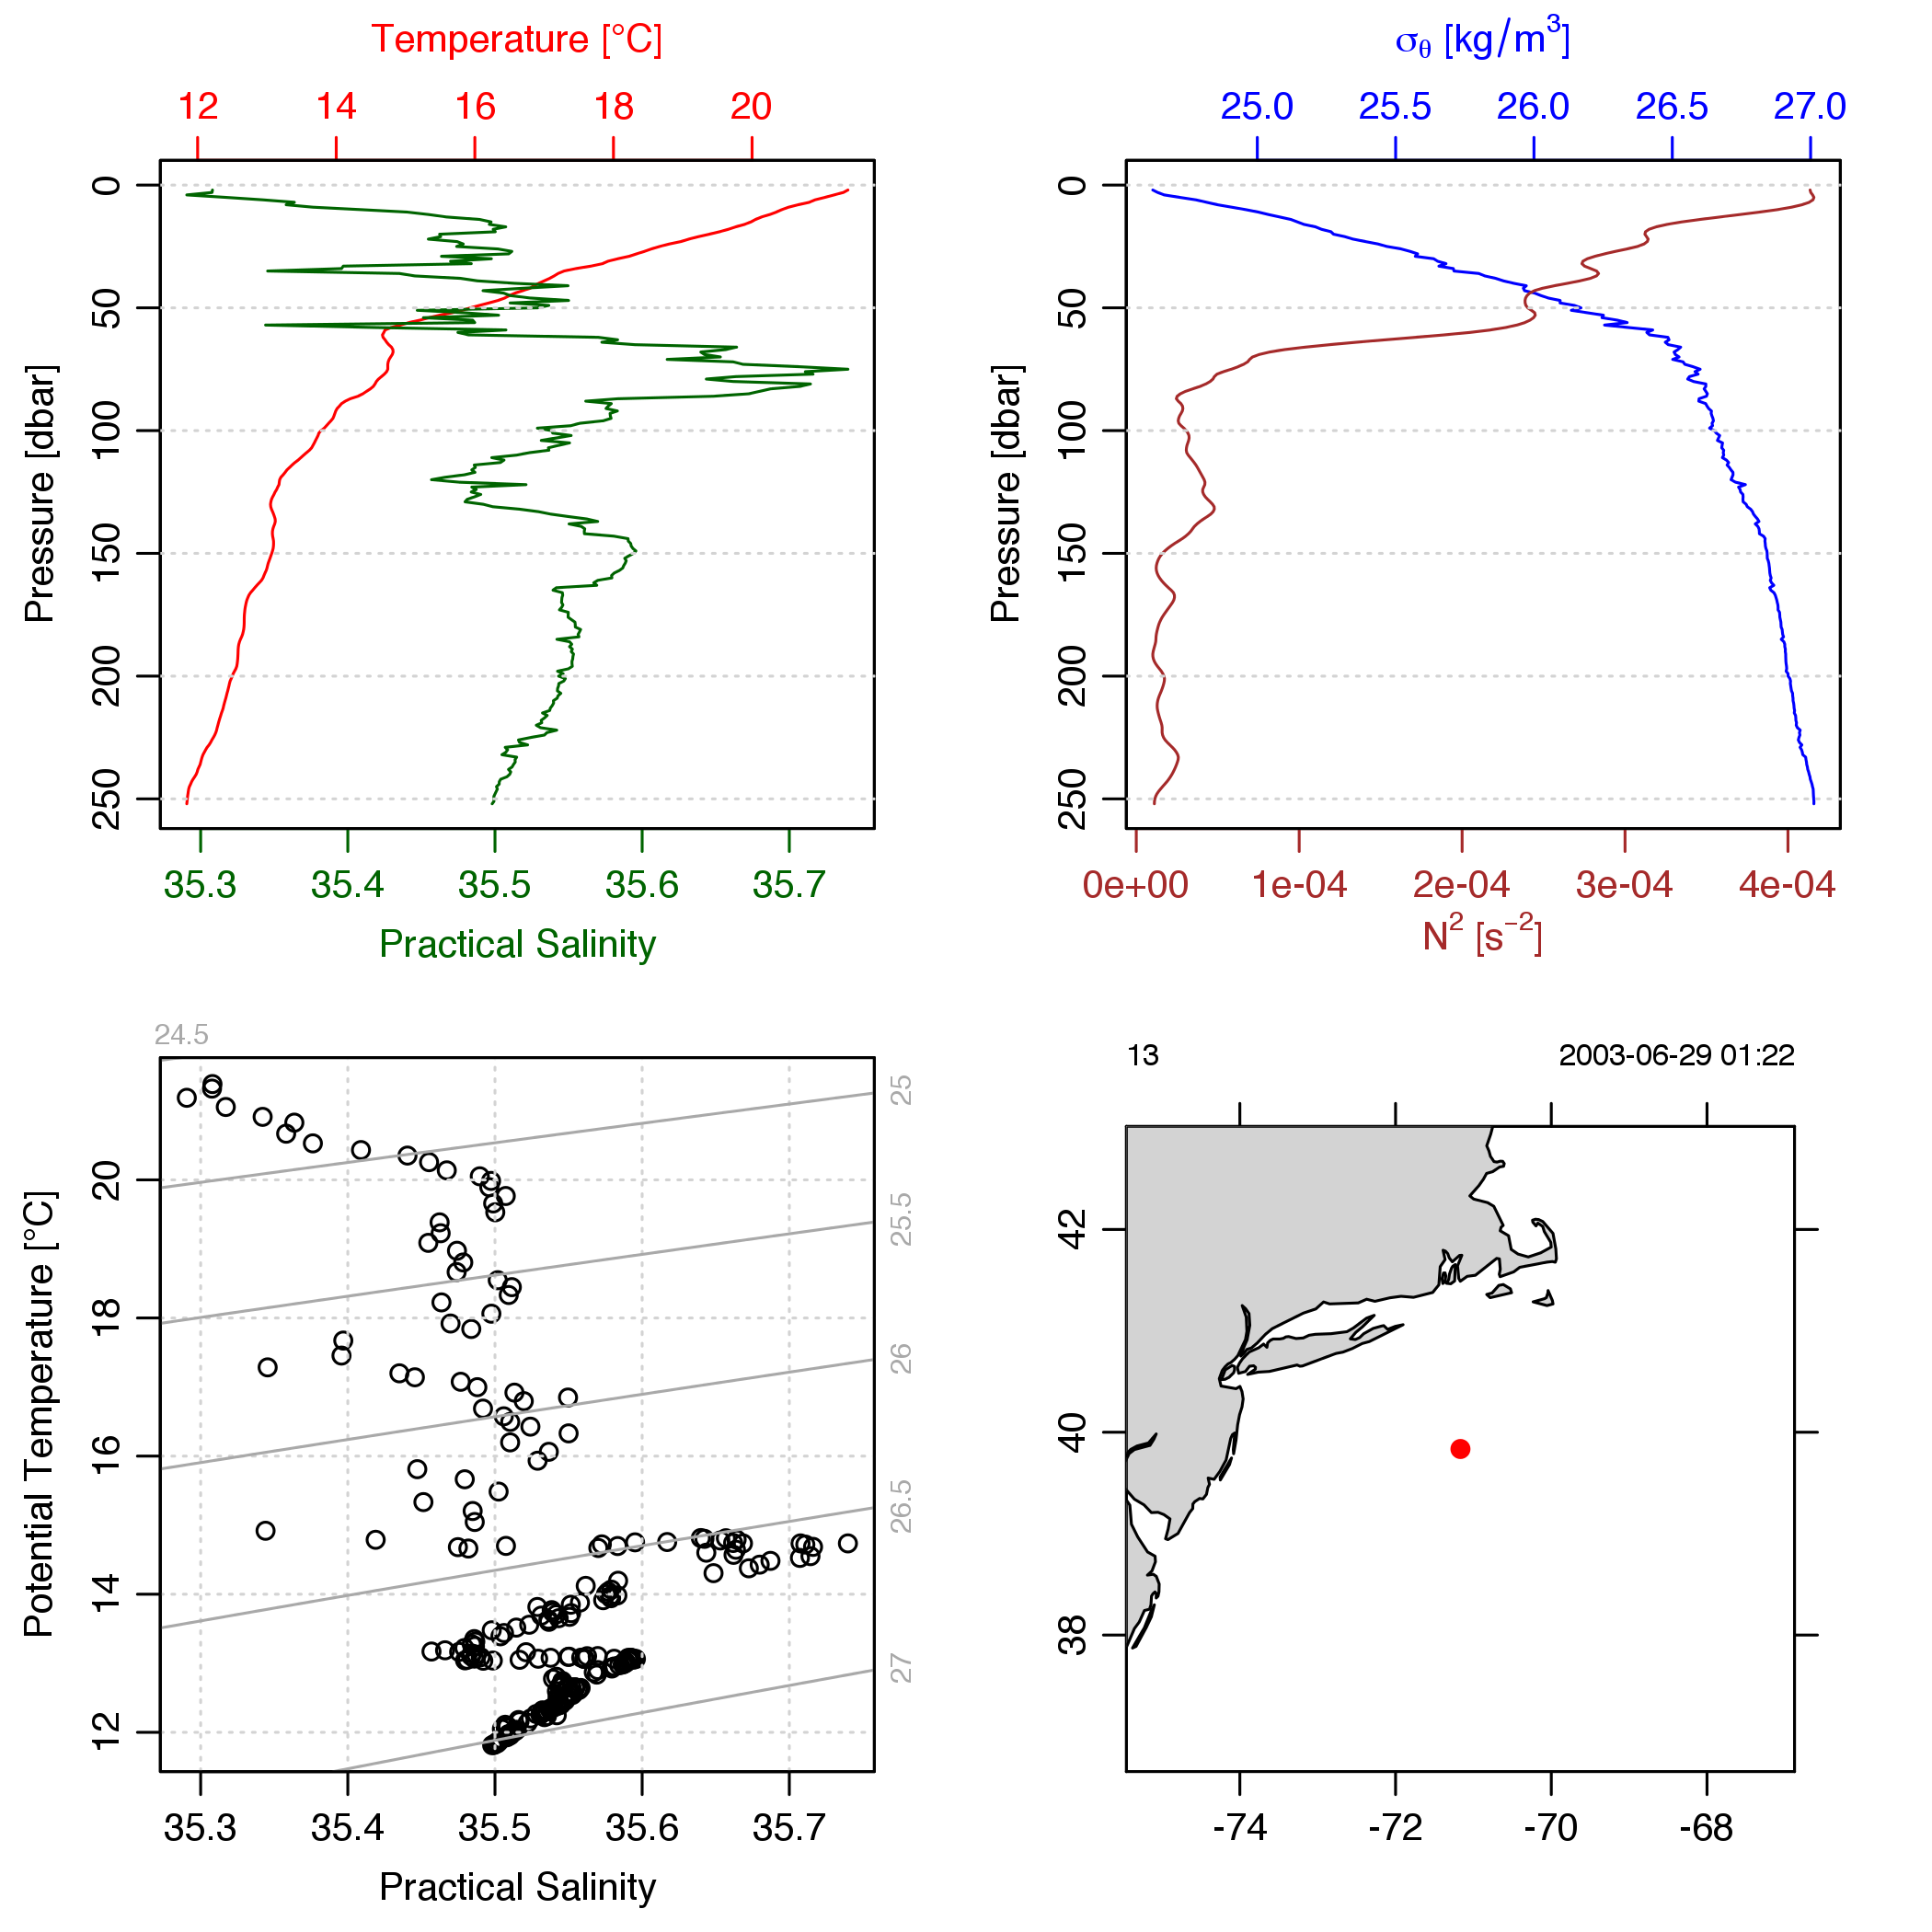 Temperature [°C]
12 14 16 18 20
0
50
100
150
200
250
Pressure [dbar]
35.3 35.4 35.5 35.6 35.7
Practical Salinity
σθ [kg/m³]
25.0 25.5 26.0 26.5 27.0
0
50
100
150
200
250
Pressure [dbar]
0e+00 1e-04 2e-04 3e-04 4e-04
N² [s⁻²]
24.5
25
25.5
26
26.5
27
20
18
16
14
12
Potential Temperature [°C]
35.3 35.4 35.5 35.6 35.7
Practical Salinity
13 2003-06-29 01:22
42
40
38
-74 -72 -70 -68